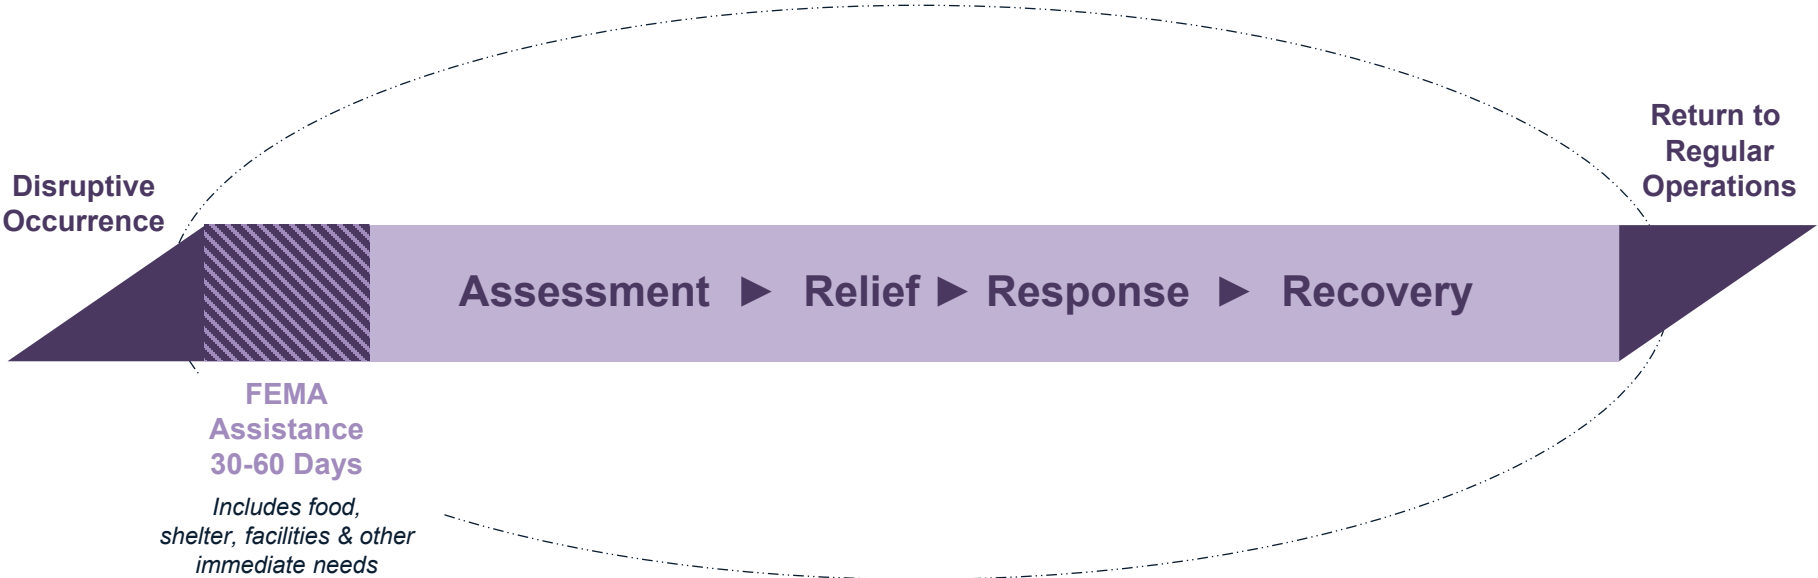 Disruptive
Occurrence
Return to
Regular
Operations
Assessment ► Relief ► Response ► Recovery
FEMA
Assistance
30-60 Days
Includes food,
shelter, facilities & other
immediate needs